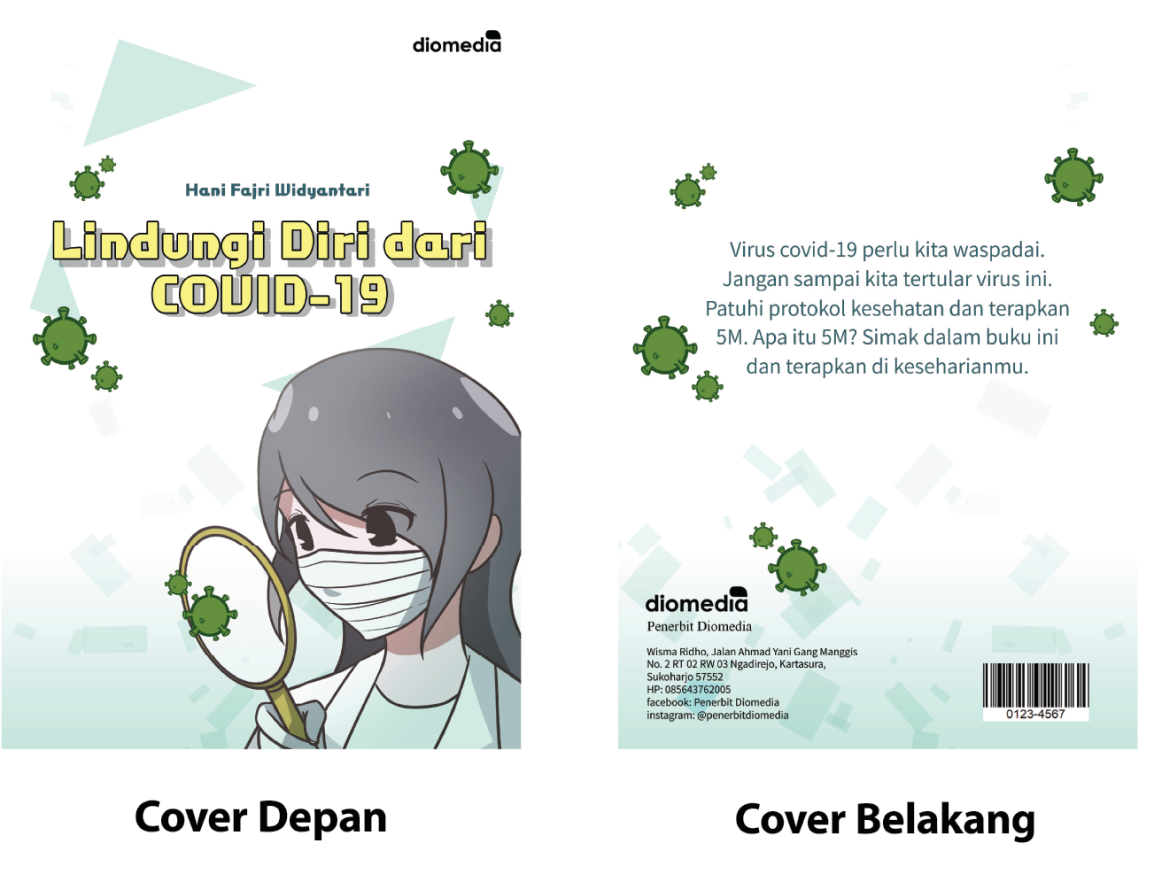 diomedia
Hani Fajri Widyantari
Lindungi Diri dari
COVID-19
Cover Depan
Virus covid-19 perlu kita waspadai.
Jangan sampai kita tertular virus ini.
Patuhi protokol kesehatan dan terapkan
5M. Apa itu 5M? Simak dalam buku ini
dan terapkan di keseharianmu.
diomedia
Penerbit Diomedia
Wisma Ridho, Jalan Ahmad Yani Gang Manggis
No. 2 RT 02 RW 03 Ngadirejo, Kartasura,
Sukoharjo 57552
HP: 085643762005
facebook: Penerbit Diomedia
instagram: @penerbitdiomedia
0123-4567
Cover Belakang